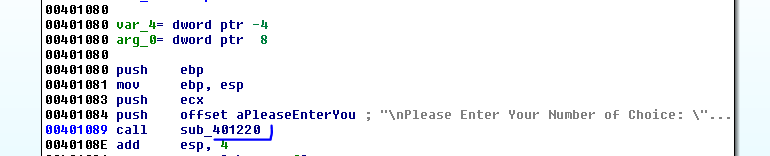 00401080
00401080 var_4= dword ptr -4
00401080 arg_0= dword ptr  8
00401080
00401080 push    ebp
00401081 mov     ebp, esp
00401083 push    ecx
00401084 push    offset aPleaseEnterYou ; "\nPlease Enter Your Number of Choice: \"...
00401089 call    sub_401220
0040108E add     esp, 4